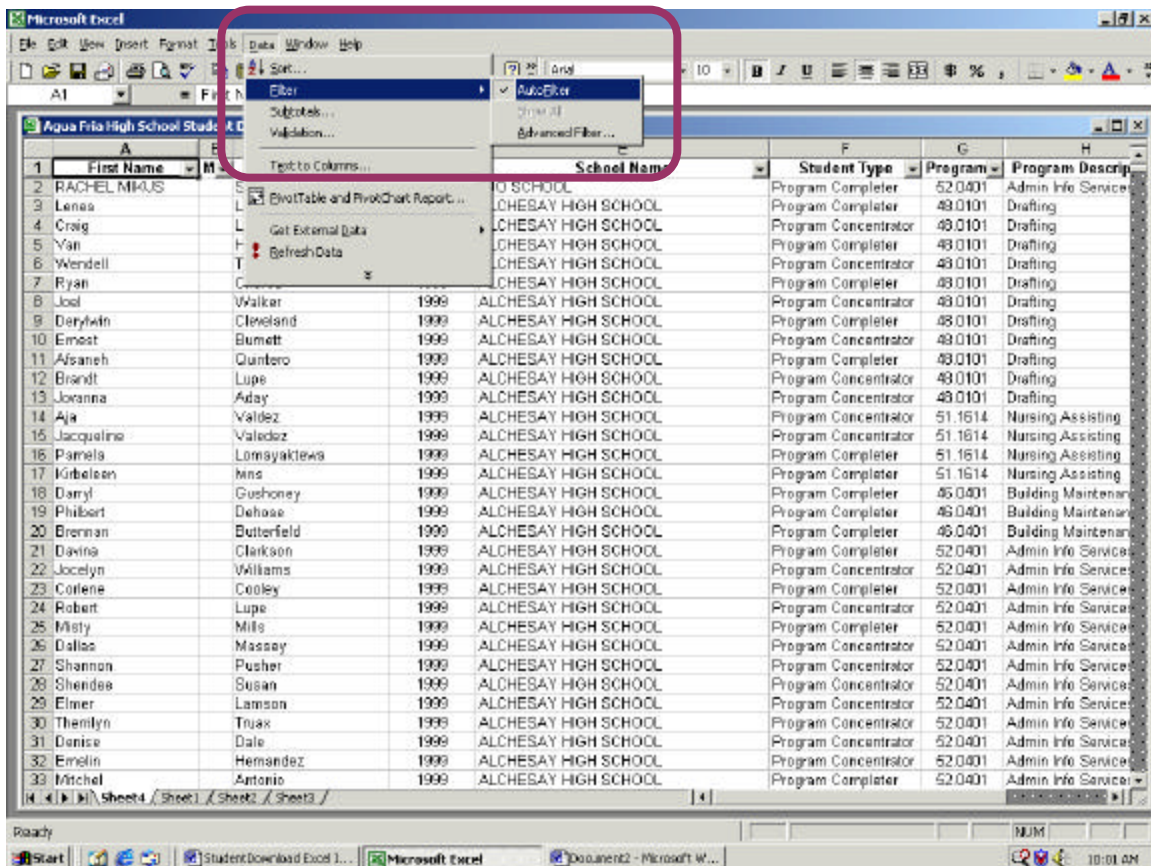 Microsoft Excel
File Edit View Insert Format Tools Data Window Help
Arial 10 B I U $ % ,
A1 = First N
Sort...
Filter
Subtotals...
Validation...
Text to Columns...
PivotTable and PivotChart Report...
Get External Data
Refresh Data
AutoFilter
Show All
Advanced Filter...
Agua Fria High School Student D
A E F G H
1 First Name M School Name Student Type Program Program Descrip
2 RACHEL MIKUS S O SCHOOL Program Completer 52.0401 Admin Info Service
3 Lenea L LCHESAY HIGH SCHOOL Program Completer 48.0101 Drafting
4 Craig L LCHESAY HIGH SCHOOL Program Concentrator 48.0101 Drafting
5 Van H LCHESAY HIGH SCHOOL Program Completer 48.0101 Drafting
6 Wendell T LCHESAY HIGH SCHOOL Program Concentrator 48.0101 Drafting
7 Ryan 1999 ALCHESAY HIGH SCHOOL Program Completer 48.0101 Drafting
8 Joel Walker 1999 ALCHESAY HIGH SCHOOL Program Concentrator 48.0101 Drafting
9 Derylwin Cleveland 1999 ALCHESAY HIGH SCHOOL Program Completer 48.0101 Drafting
10 Ernest Burnett 1999 ALCHESAY HIGH SCHOOL Program Concentrator 48.0101 Drafting
11 Afsaneh Quintero 1999 ALCHESAY HIGH SCHOOL Program Completer 48.0101 Drafting
12 Brandt Lupe 1999 ALCHESAY HIGH SCHOOL Program Concentrator 48.0101 Drafting
13 Jovanna Aday 1999 ALCHESAY HIGH SCHOOL Program Concentrator 48.0101 Drafting
14 Aja Valdez 1999 ALCHESAY HIGH SCHOOL Program Concentrator 51.1614 Nursing Assisting
15 Jacqueline Valedez 1999 ALCHESAY HIGH SCHOOL Program Concentrator 51.1614 Nursing Assisting
16 Pamela Lomayaktewa 1999 ALCHESAY HIGH SCHOOL Program Completer 51.1614 Nursing Assisting
17 Kirbeleen Ivins 1999 ALCHESAY HIGH SCHOOL Program Completer 51.1614 Nursing Assisting
18 Darryl Gushoney 1999 ALCHESAY HIGH SCHOOL Program Completer 46.0401 Building Maintenan
19 Philbert Dehose 1999 ALCHESAY HIGH SCHOOL Program Completer 46.0401 Building Maintenan
20 Brennan Butterfield 1999 ALCHESAY HIGH SCHOOL Program Completer 46.0401 Building Maintenan
21 Davina Clarkson 1999 ALCHESAY HIGH SCHOOL Program Completer 52.0401 Admin Info Service
22 Jocelyn Williams 1999 ALCHESAY HIGH SCHOOL Program Completer 52.0401 Admin Info Service
23 Corlene Cooley 1999 ALCHESAY HIGH SCHOOL Program Concentrator 52.0401 Admin Info Service
24 Robert Lupe 1999 ALCHESAY HIGH SCHOOL Program Concentrator 52.0401 Admin Info Service
25 Misty Mills 1999 ALCHESAY HIGH SCHOOL Program Completer 52.0401 Admin Info Service
26 Dallas Massey 1999 ALCHESAY HIGH SCHOOL Program Concentrator 52.0401 Admin Info Service
27 Shannon Pusher 1999 ALCHESAY HIGH SCHOOL Program Concentrator 52.0401 Admin Info Service
28 Shendee Susan 1999 ALCHESAY HIGH SCHOOL Program Concentrator 52.0401 Admin Info Service
29 Elmer Lamson 1999 ALCHESAY HIGH SCHOOL Program Concentrator 52.0401 Admin Info Service
30 Therrilyn Truax 1999 ALCHESAY HIGH SCHOOL Program Concentrator 52.0401 Admin Info Service
31 Denise Dale 1999 ALCHESAY HIGH SCHOOL Program Concentrator 52.0401 Admin Info Service
32 Emelin Hernandez 1999 ALCHESAY HIGH SCHOOL Program Concentrator 52.0401 Admin Info Service
33 Mitchel Antonio 1999 ALCHESAY HIGH SCHOOL Program Completer 52.0401 Admin Info Service
Sheet4 Sheet1 Sheet2 Sheet3
Ready NUM
Start StudentDownload Excel 1... Microsoft Excel Document2 - Microsoft W... 10:01 AM